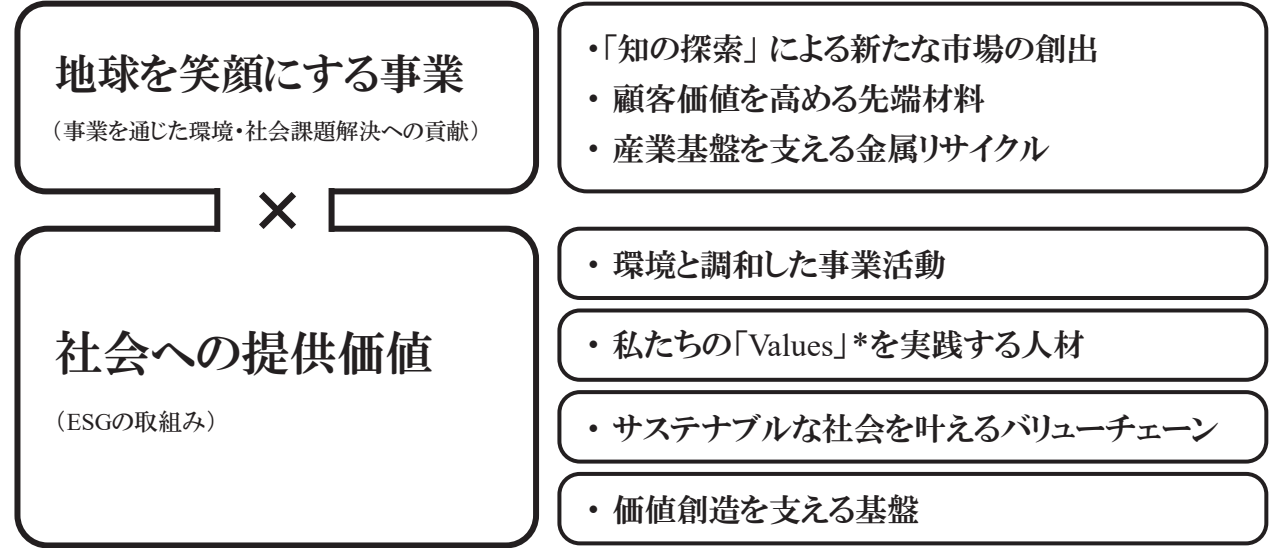 地球を笑顔にする事業
（事業を通じた環境・社会課題解決への貢献）
・「知の探索」による新たな市場の創出
・ 顧客価値を高める先端材料
・ 産業基盤を支える金属リサイクル
×
社会への提供価値
（ESGの取組み）
・ 環境と調和した事業活動
・ 私たちの「Values」*を実践する人材
・ サステナブルな社会を叶えるバリューチェーン
・ 価値創造を支える基盤